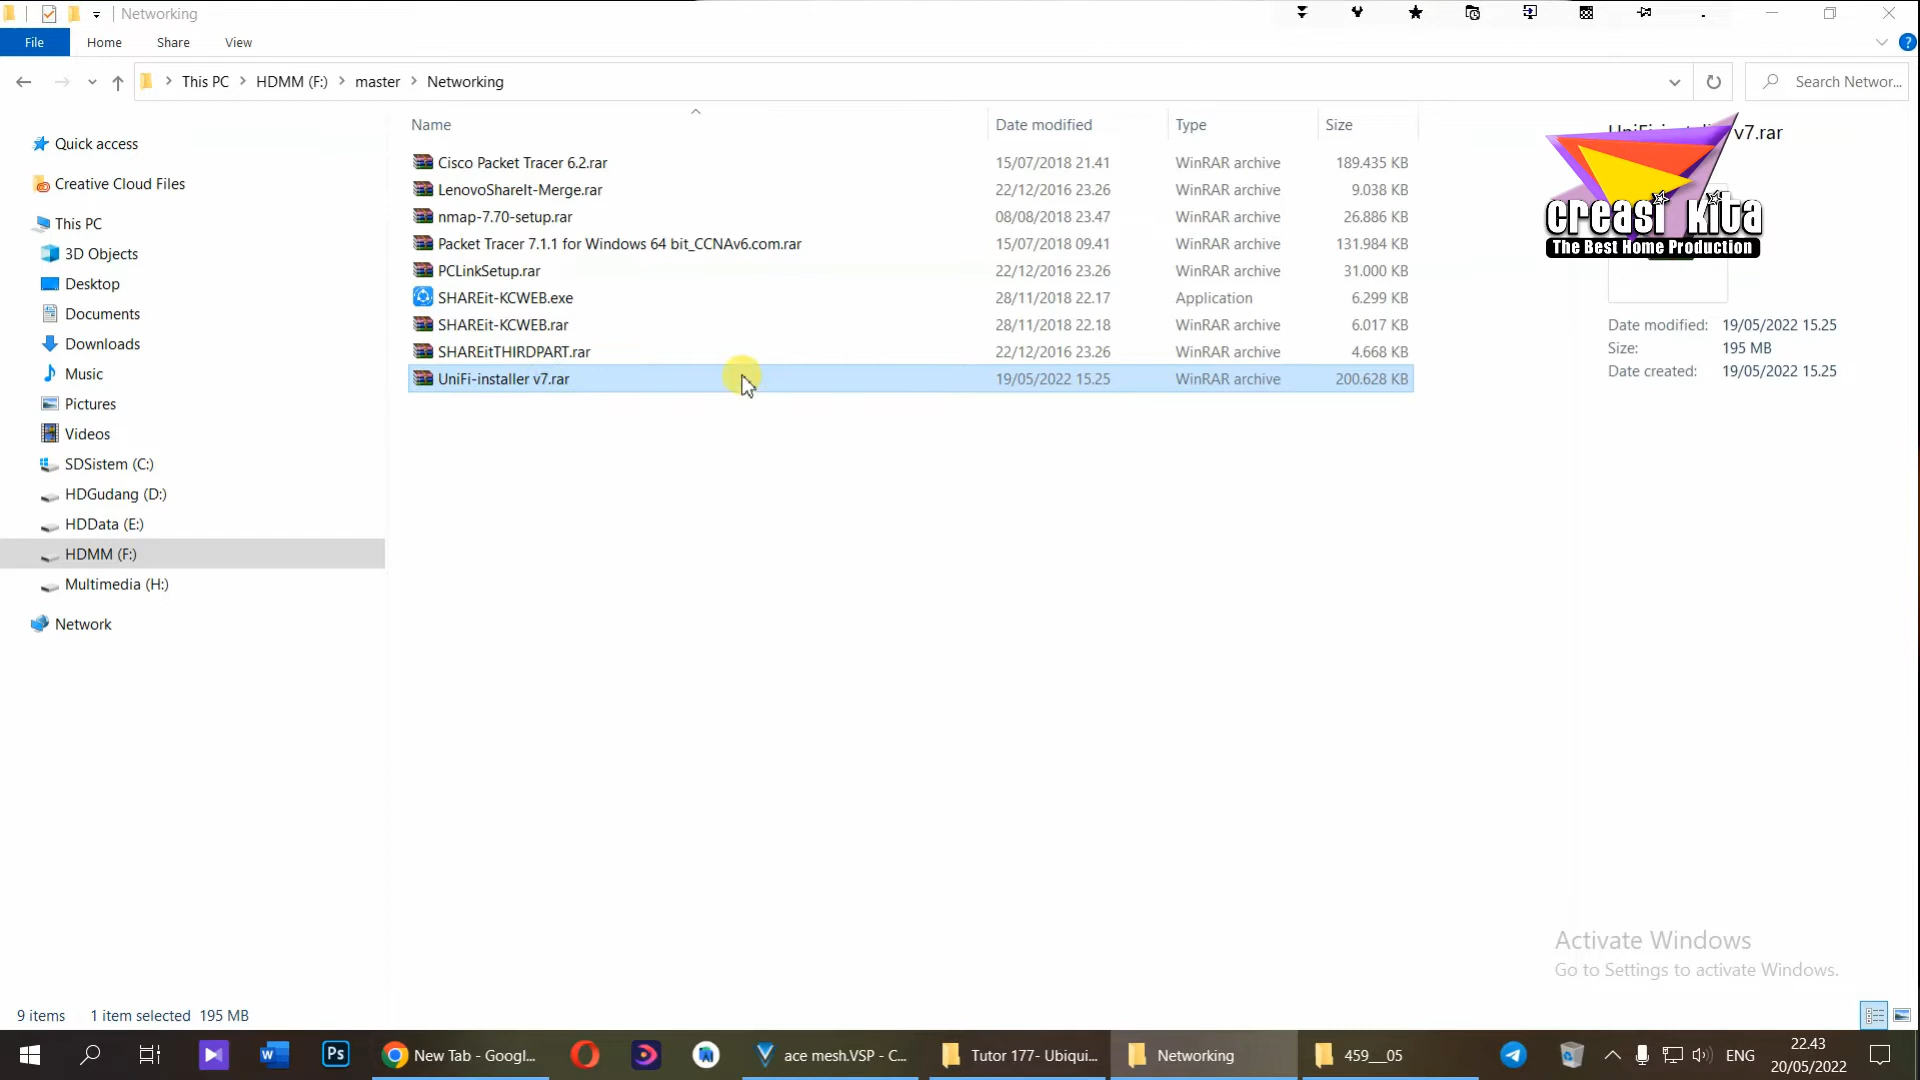 Networking
File Home Share View
This PC HDMM (F:) master Networking Search Networ...
Name Date modified Type Size
Cisco Packet Tracer 6.2.rar 15/07/2018 21.41 WinRAR archive 189.435 KB
LenovoShareIt-Merge.rar 22/12/2016 23.26 WinRAR archive 9.038 KB
nmap-7.70-setup.rar 08/08/2018 23.47 WinRAR archive 26.886 KB
Packet Tracer 7.1.1 for Windows 64 bit_CCNAv6.com.rar 15/07/2018 09.41 WinRAR archive 131.984 KB
PCLinkSetup.rar 22/12/2016 23.26 WinRAR archive 31.000 KB
SHAREit-KCWEB.exe 28/11/2018 22.17 Application 6.299 KB
SHAREit-KCWEB.rar 28/11/2018 22.18 WinRAR archive 6.017 KB
SHAREitTHIRDPART.rar 22/12/2016 23.26 WinRAR archive 4.668 KB
UniFi-installer v7.rar 19/05/2022 15.25 WinRAR archive 200.628 KB
Quick access
Creative Cloud Files
This PC
3D Objects
Desktop
Documents
Downloads
Music
Pictures
Videos
SDSistem (C:)
HDGudang (D:)
HDData (E:)
HDMM (F:)
Multimedia (H:)
Network
v7.rar
creasi kita
The Best Home Production
Date modified: 19/05/2022 15.25
Size: 195 MB
Date created: 19/05/2022 15.25
Activate Windows
Go to Settings to activate Windows.
9 items 1 item selected 195 MB
New Tab - Googl... ace mesh.VSP - C... Tutor 177- Ubiqui... Networking 459__05 ENG 22.43
20/05/2022